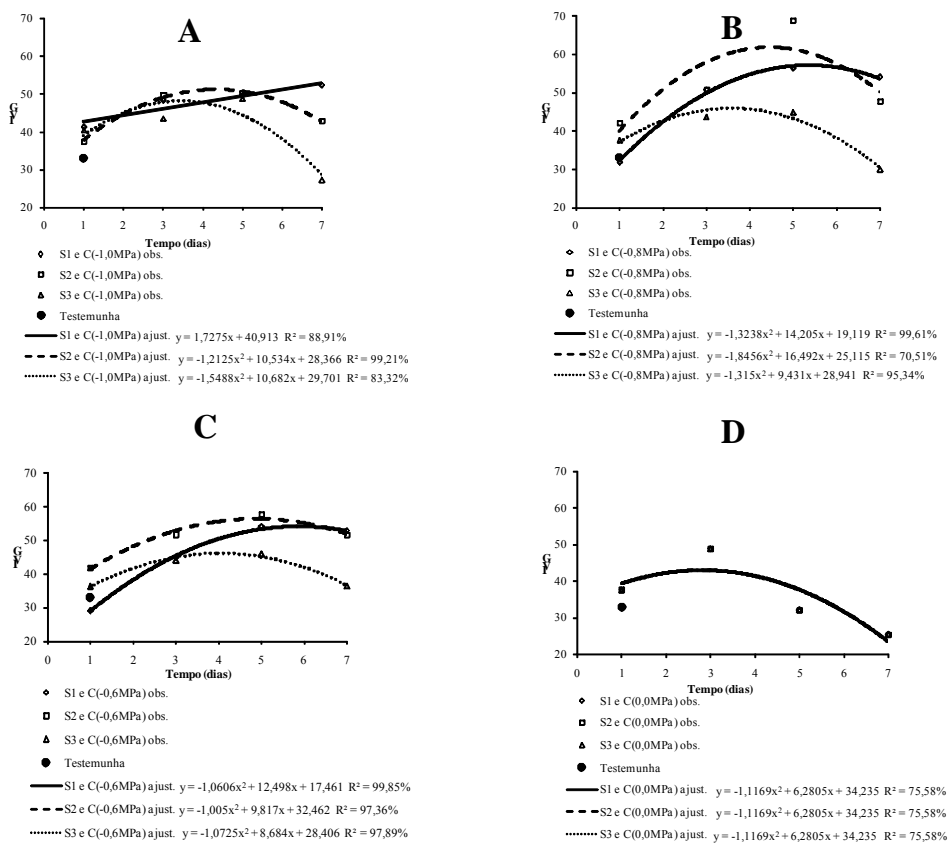 A
70
60
50
40
30
20
0 1 2 3 4 5 6 7
Tempo (dias)
S1 e C(-1,0MPa) obs.
S2 e C(-1,0MPa) obs.
S3 e C(-1,0MPa) obs.
Testemunha
S1 e C(-1,0MPa) ajust. y = 1,7275x + 40,913 R² = 88,91%
S2 e C(-1,0MPa) ajust. y = -1,2125x² + 10,534x + 28,366 R² = 99,21%
S3 e C(-1,0MPa) ajust. y = -1,5488x² + 10,682x + 29,701 R² = 83,32%
B
70
60
50
40
30
20
0 1 2 3 4 5 6 7
Tempo (dias)
S1 e C(-0,8MPa) obs.
S2 e C(-0,8MPa) obs.
S3 e C(-0,8MPa) obs.
Testemunha
S1 e C(-0,8MPa) ajust. y = -1,3238x² + 14,205x + 19,119 R² = 99,61%
S2 e C(-0,8MPa) ajust. y = -1,8456x² + 16,492x + 25,115 R² = 70,51%
S3 e C(-0,8MPa) ajust. y = -1,315x² + 9,431x + 28,941 R² = 95,34%
C
70
60
50
40
30
20
0 1 2 3 4 5 6 7
Tempo (dias)
S1 e C(-0,6MPa) obs.
S2 e C(-0,6MPa) obs.
S3 e C(-0,6MPa) obs.
Testemunha
S1 e C(-0,6MPa) ajust. y = -1,0606x² + 12,498x + 17,461 R² = 99,85%
S2 e C(-0,6MPa) ajust. y = -1,005x² + 9,817x + 32,462 R² = 97,36%
S3 e C(-0,6MPa) ajust. y = -1,0725x² + 8,684x + 28,406 R² = 97,89%
D
70
60
50
40
30
20
0 1 2 3 4 5 6 7
Tempo (dias)
S1 e C(0,0MPa) obs.
S2 e C(0,0MPa) obs.
S3 e C(0,0MPa) obs.
Testemunha
S1 e C(0,0MPa) ajust. y = -1,1169x² + 6,2805x + 34,235 R² = 75,58%
S2 e C(0,0MPa) ajust. y = -1,1169x² + 6,2805x + 34,235 R² = 75,58%
S3 e C(0,0MPa) ajust. y = -1,1169x² + 6,2805x + 34,235 R² = 75,58%